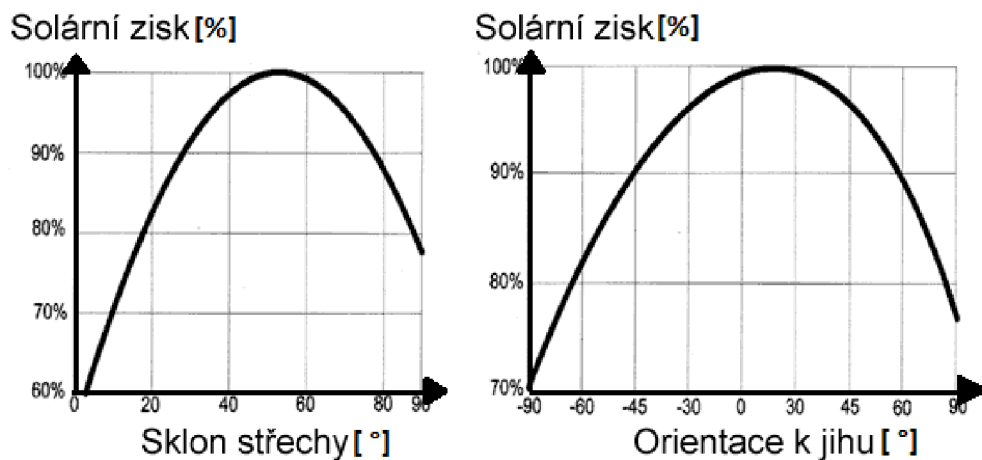 Solární zisk [%]
100%
90%
80%
70%
60%
0 20 40 60 80 90
Sklon střechy [ °]
Solární zisk [%]
100%
90%
80%
70%
-90 -60 -45 -30 0 30 45 60 90
Orientace k jihu [ °]